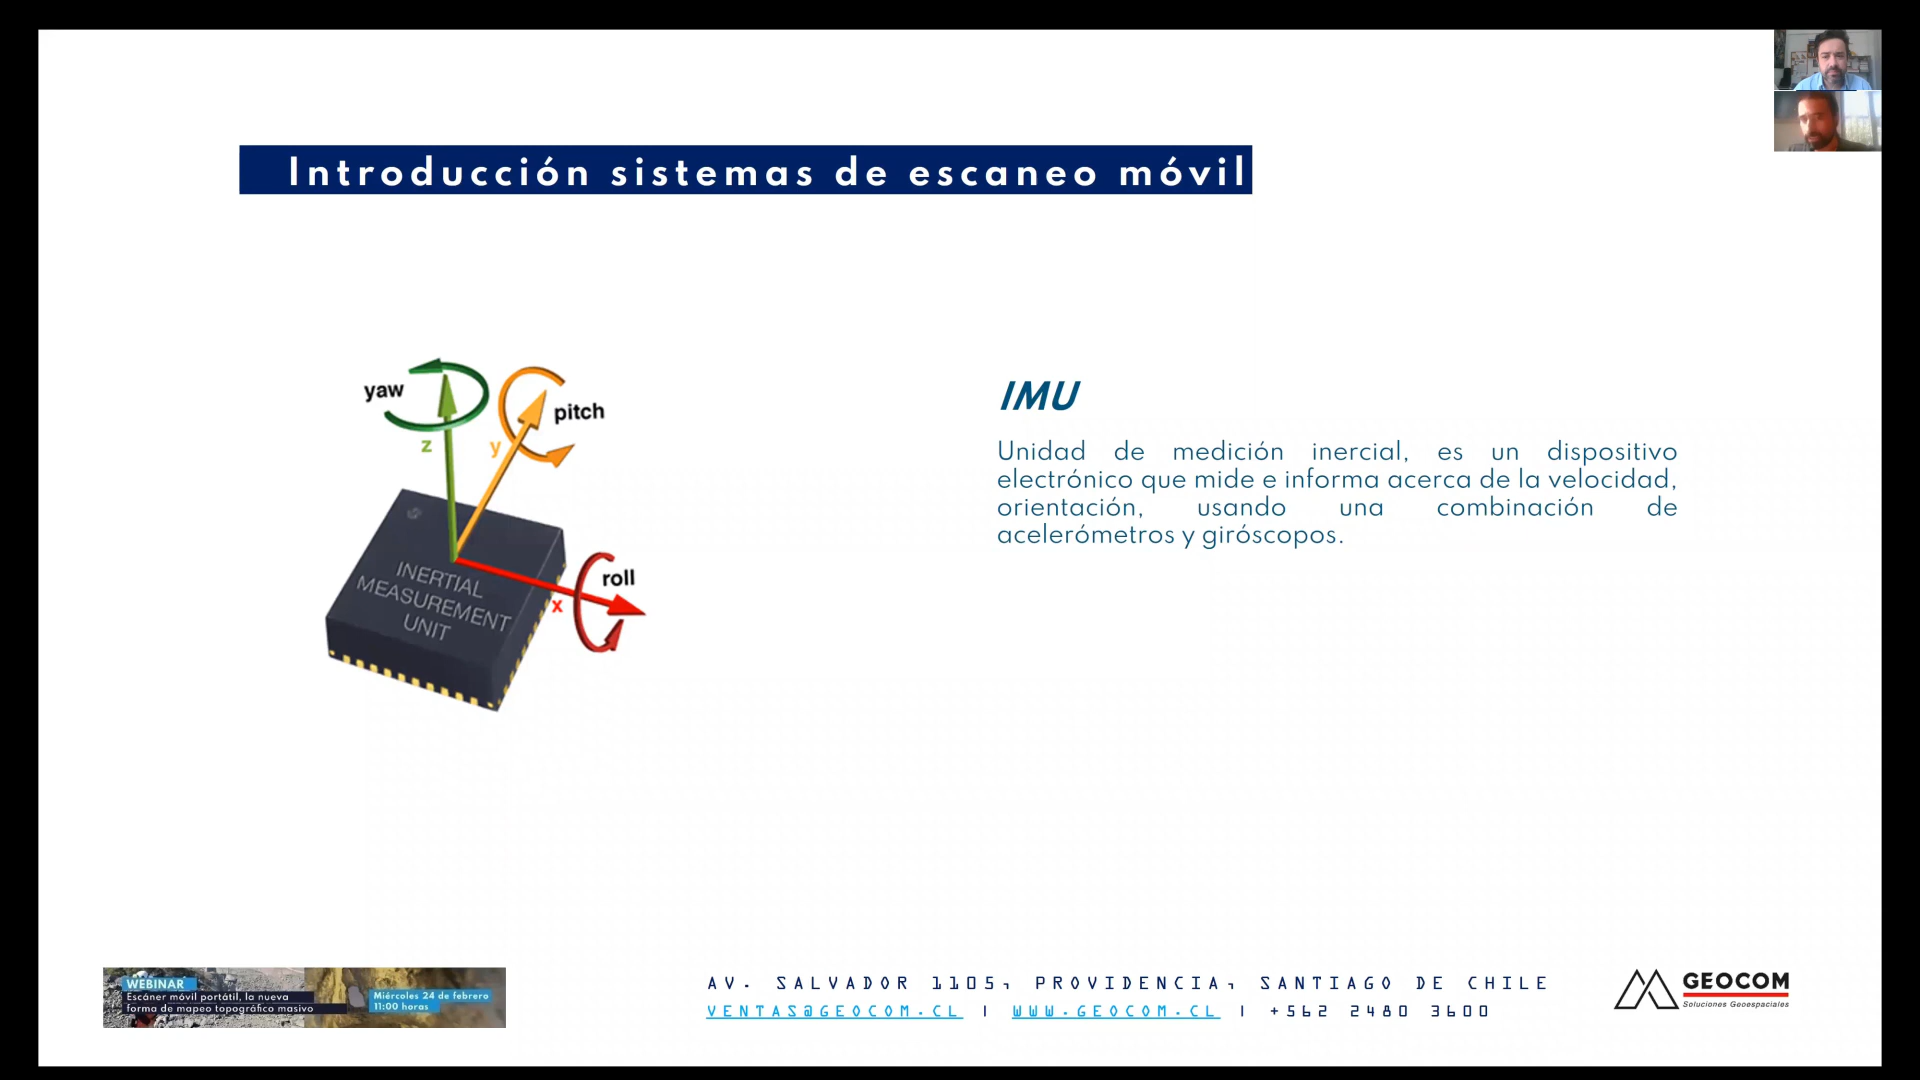 Introducción sistemas de escaneo móvil
yaw
pitch
z
y
roll
x
INERTIAL
MEASUREMENT
UNIT
IMU
Unidad de medición inercial, es un dispositivo
electrónico que mide e informa acerca de la velocidad,
orientación, usando una combinación de
acelerómetros y giróscopos.
WEBINAR
Escáner móvil portátil, la nueva
forma de mapeo topográfico masivo
Miércoles 24 de febrero
11:00 horas
AV. SALVADOR 1105, PROVIDENCIA, SANTIAGO DE CHILE
VENTAS@GEOCOM.CL | WWW.GEOCOM.CL | +562 2480 3600
GEOCOM
Soluciones Geoespaciales